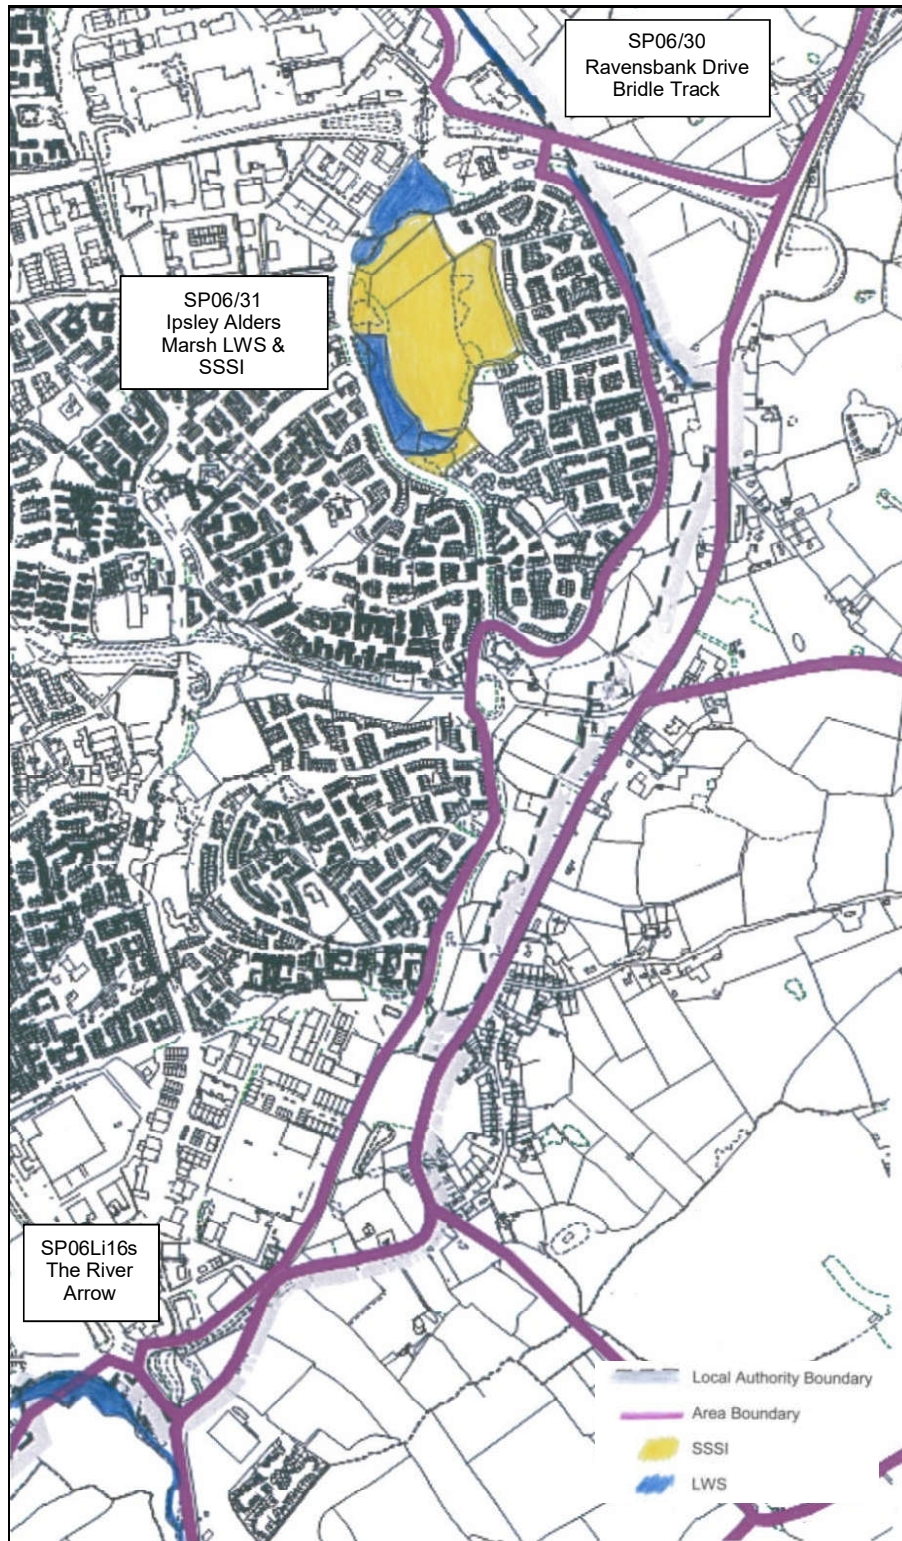 SP06/30
Ravensbank Drive
Bridle Track
SP06/31
Ipsley Alders
Marsh LWS &
SSSI
SP06Li16s
The River
Arrow
Local Authority Boundary
Area Boundary
SSSI
LWS